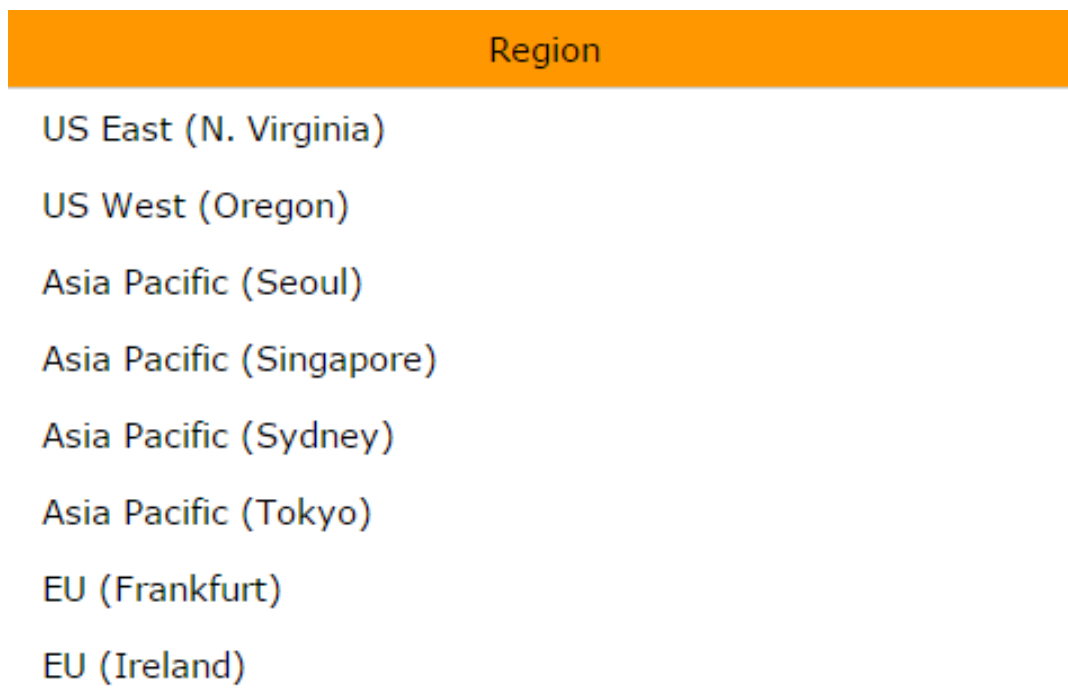 Region
US East (N. Virginia)
US West (Oregon)
Asia Pacific (Seoul)
Asia Pacific (Singapore)
Asia Pacific (Sydney)
Asia Pacific (Tokyo)
EU (Frankfurt)
EU (Ireland)